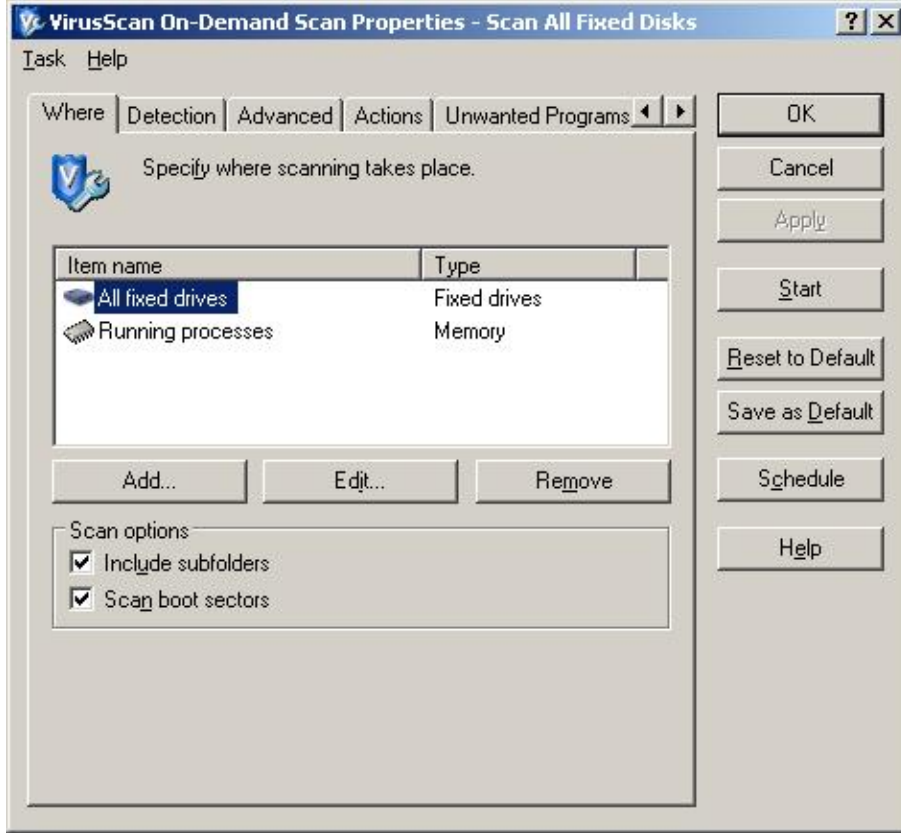 VirusScan On-Demand Scan Properties - Scan All Fixed Disks
Task Help
Where Detection Advanced Actions Unwanted Programs
Specify where scanning takes place.
Item name Type
All fixed drives Fixed drives
Running processes Memory
Add... Edit... Remove
Scan options
Include subfolders
Scan boot sectors
OK
Cancel
Apply
Start
Reset to Default
Save as Default
Schedule
Help